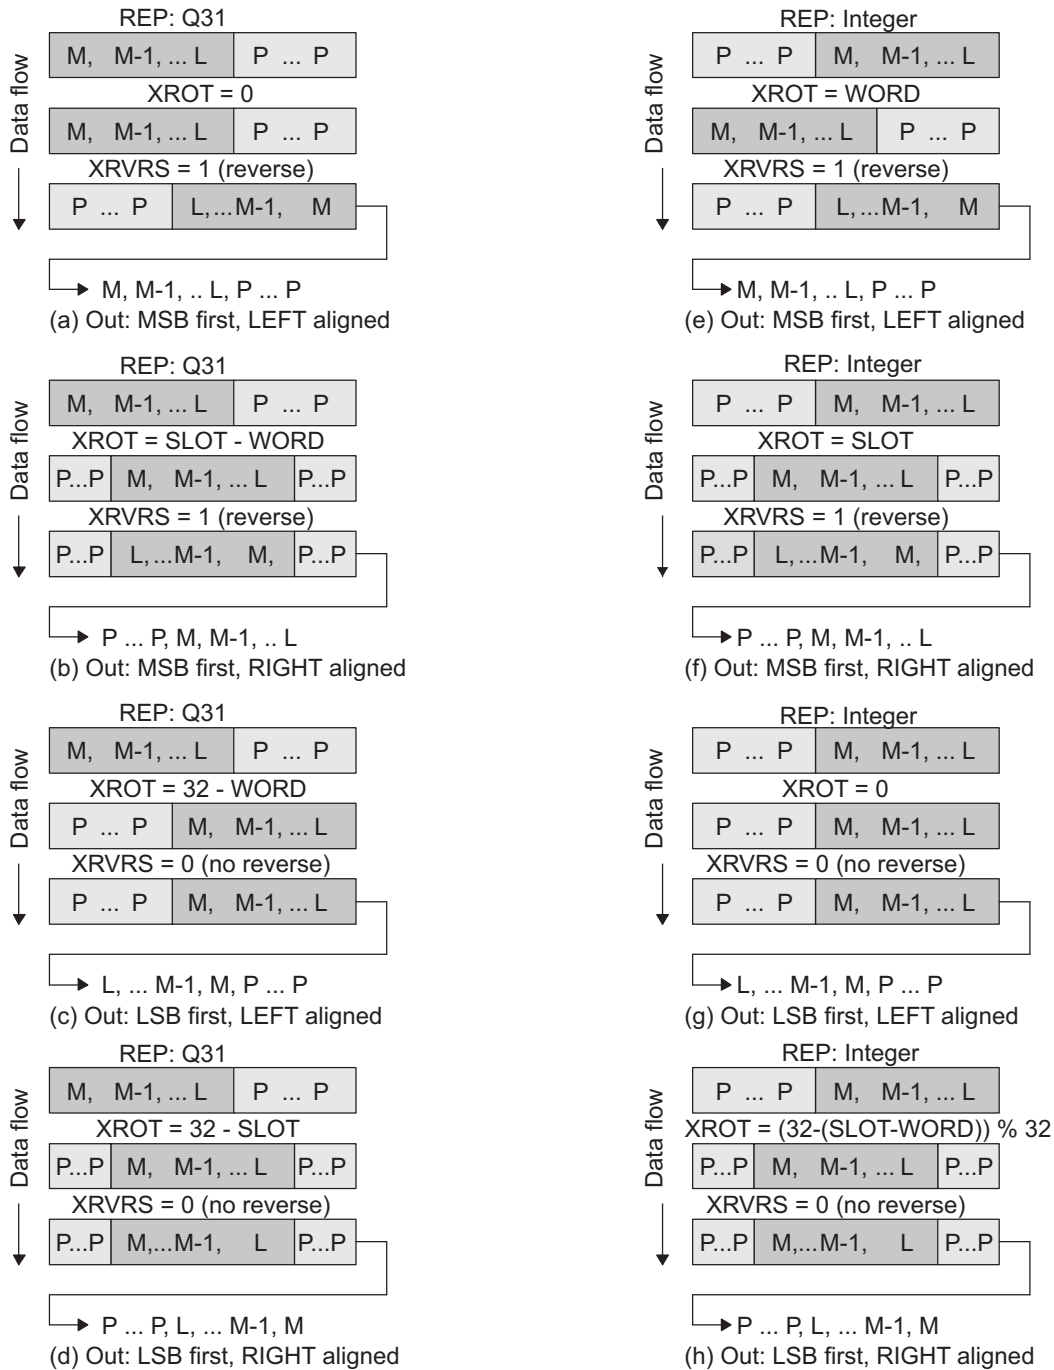 REP: Q31
M, M-1, ... L P ... P
XROT = 0
M, M-1, ... L P ... P
XRVRS = 1 (reverse)
P ... P L,...M-1, M
Data flow
M, M-1, .. L, P ... P
(a) Out: MSB first, LEFT aligned
REP: Integer
P ... P M, M-1, ... L
XROT = WORD
M, M-1, ... L P ... P
XRVRS = 1 (reverse)
P ... P L,...M-1, M
Data flow
M, M-1, .. L, P ... P
(e) Out: MSB first, LEFT aligned
REP: Q31
M, M-1, ... L P ... P
XROT = SLOT - WORD
P...P M, M-1, ... L P...P
XRVRS = 1 (reverse)
P...P L,...M-1, M, P...P
Data flow
P ... P, M, M-1, .. L
(b) Out: MSB first, RIGHT aligned
REP: Integer
P ... P M, M-1, ... L
XROT = SLOT
P...P M, M-1, ... L P...P
XRVRS = 1 (reverse)
P...P L,...M-1, M, P...P
Data flow
P ... P, M, M-1, .. L
(f) Out: MSB first, RIGHT aligned
REP: Q31
M, M-1, ... L P ... P
XROT = 32 - WORD
P ... P M, M-1, ... L
XRVRS = 0 (no reverse)
P ... P M, M-1, ... L
Data flow
L, ... M-1, M, P ... P
(c) Out: LSB first, LEFT aligned
REP: Integer
P ... P M, M-1, ... L
XROT = 0
P ... P M, M-1, ... L
XRVRS = 0 (no reverse)
P ... P M, M-1, ... L
Data flow
L, ... M-1, M, P ... P
(g) Out: LSB first, LEFT aligned
REP: Q31
M, M-1, ... L P ... P
XROT = 32 - SLOT
P...P M, M-1, ... L P...P
XRVRS = 0 (no reverse)
P...P M,...M-1, L P...P
Data flow
P ... P, L, ... M-1, M
(d) Out: LSB first, RIGHT aligned
REP: Integer
P ... P M, M-1, ... L
XROT = (32-(SLOT-WORD)) % 32
P...P M, M-1, ... L P...P
XRVRS = 0 (no reverse)
P...P M,...M-1, L P...P
Data flow
P ... P, L, ... M-1, M
(h) Out: LSB first, RIGHT aligned